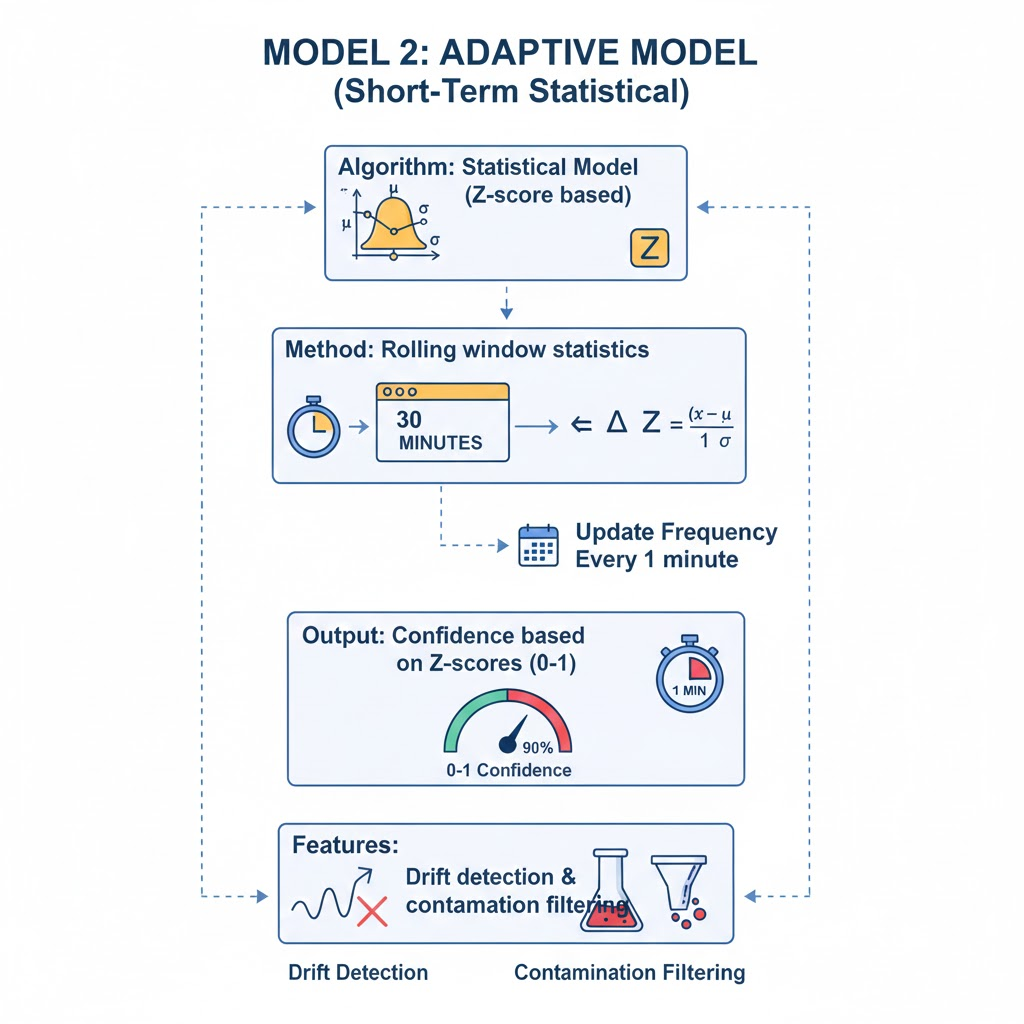 MODEL 2: ADAPTIVE MODEL
(Short-Term Statistical)
Algorithm: Statistical Model
(Z-score based)
μ
μ
σ
σ
Z
Method: Rolling window statistics
30
MINUTES
⇐ Δ Z = (x − μ
1 σ
Update Frequency
Every 1 minute
Output: Confidence based
on Z-scores (0-1)
1 MIN
90%
0-1 Confidence
Features:
Drift detection &
contamation filtering
Drift Detection
Contamination Filtering